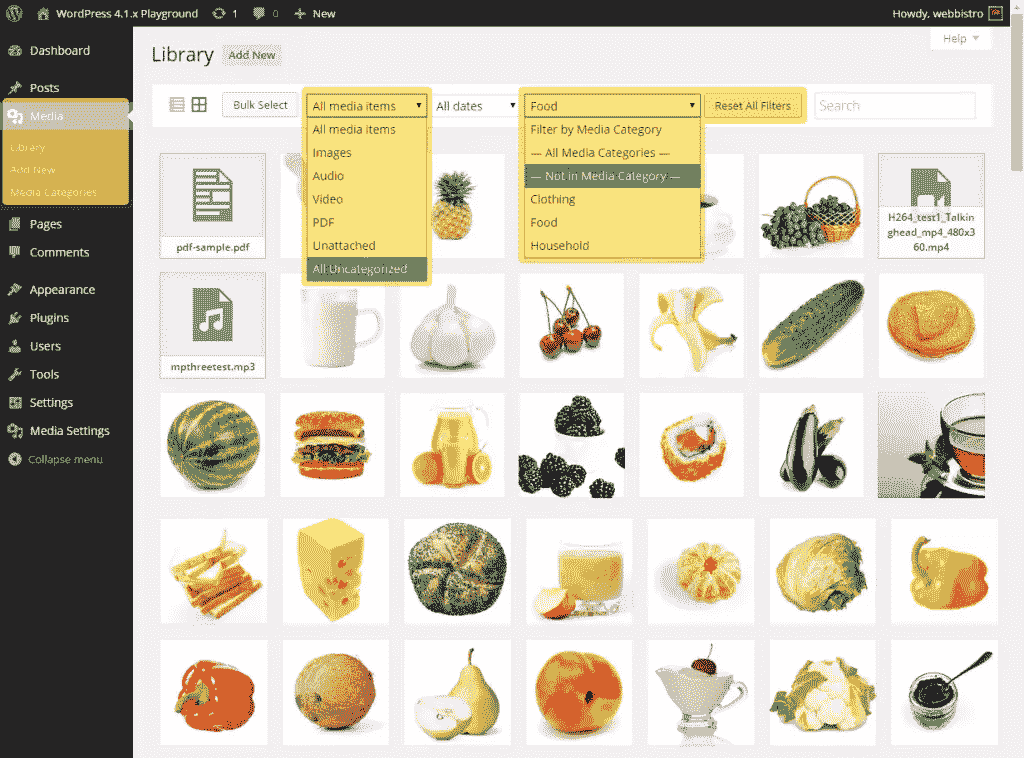 WordPress 4.1.x Playground 1 0 New
Howdy, webbistro
Help
Dashboard
Posts
Media
Library
Add New
Media Categories
Pages
Comments
Appearance
Plugins
Users
Tools
Settings
Media Settings
Collapse menu
Library Add New
Bulk Select
All media items
All media items
Images
Audio
Video
PDF
Unattached
All Uncategorized
All dates
Food
Filter by Media Category
— All Media Categories —
— Not in Media Category —
Clothing
Food
Household
Reset All Filters
Search
pdf-sample.pdf
H264_test1_Talkin
ghead_mp4_480x3
60.mp4
mpthreetest.mp3